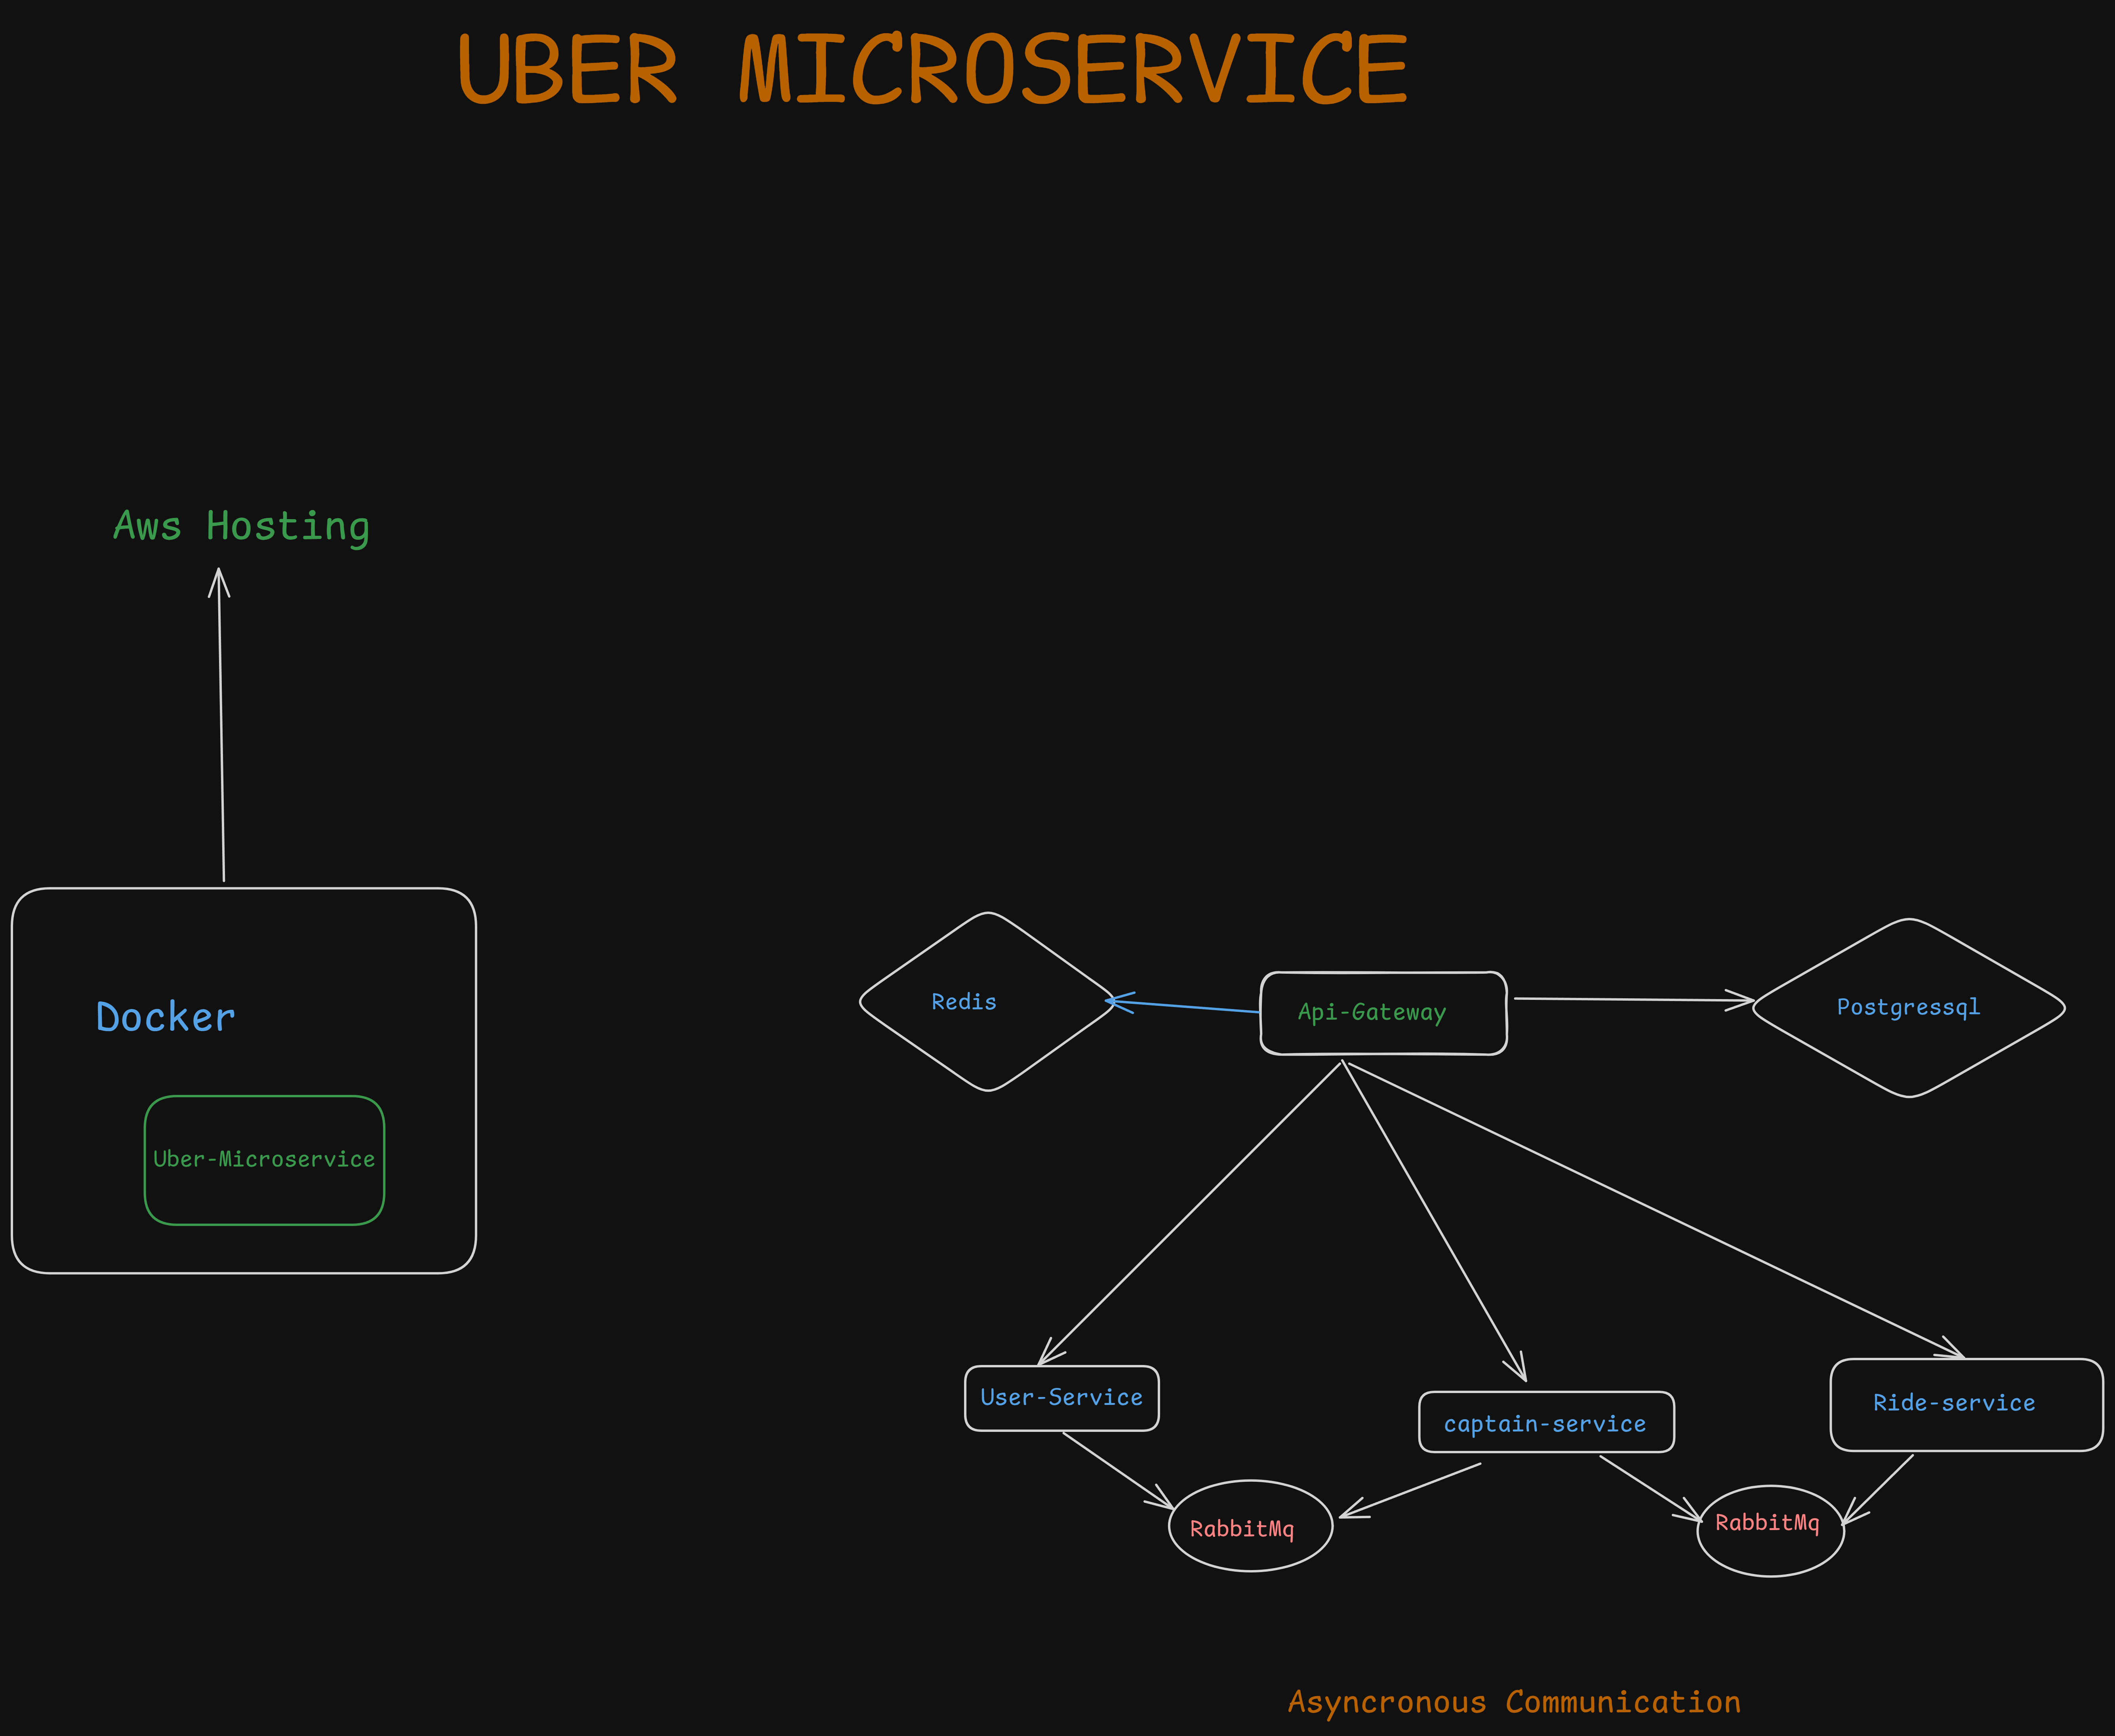 UBER MICROSERVICE
Aws Hosting
Docker
Uber-Microservice
Redis
Api-Gateway
Postgressql
User-Service
captain-service
Ride-service
RabbitMq
RabbitMq
Asyncronous Communication